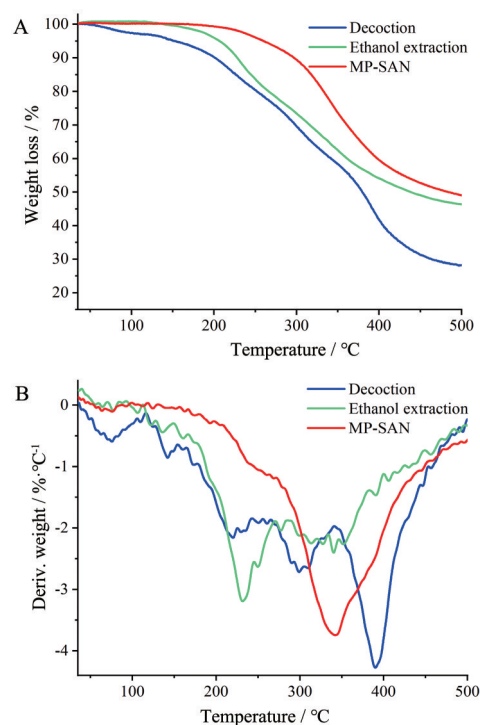 A
Decoction
Ethanol extraction
MP-SAN
Weight loss / %
100
90
80
70
60
50
40
30
20
100
200
300
400
500
Temperature / °C
B
Decoction
Ethanol extraction
MP-SAN
Deriv. weight / %·°C⁻¹
0
-1
-2
-3
-4
100
200
300
400
500
Temperature / °C